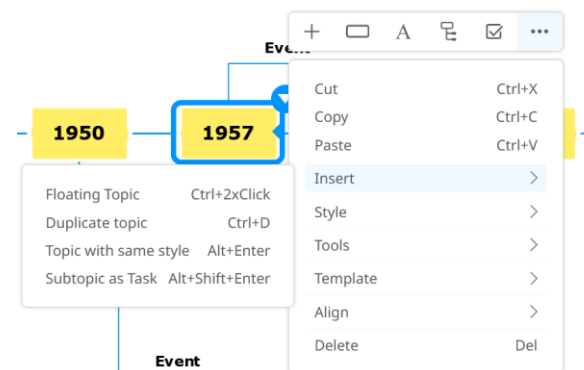 A
Event
Cut Ctrl+X
Copy Ctrl+C
1950
1957
Paste Ctrl+V
Insert
Floating Topic Ctrl+2xClick
Duplicate topic Ctrl+D
Topic with same style Alt+Enter
Subtopic as Task Alt+Shift+Enter
Style
Tools
Template
Align
Delete Del
Event